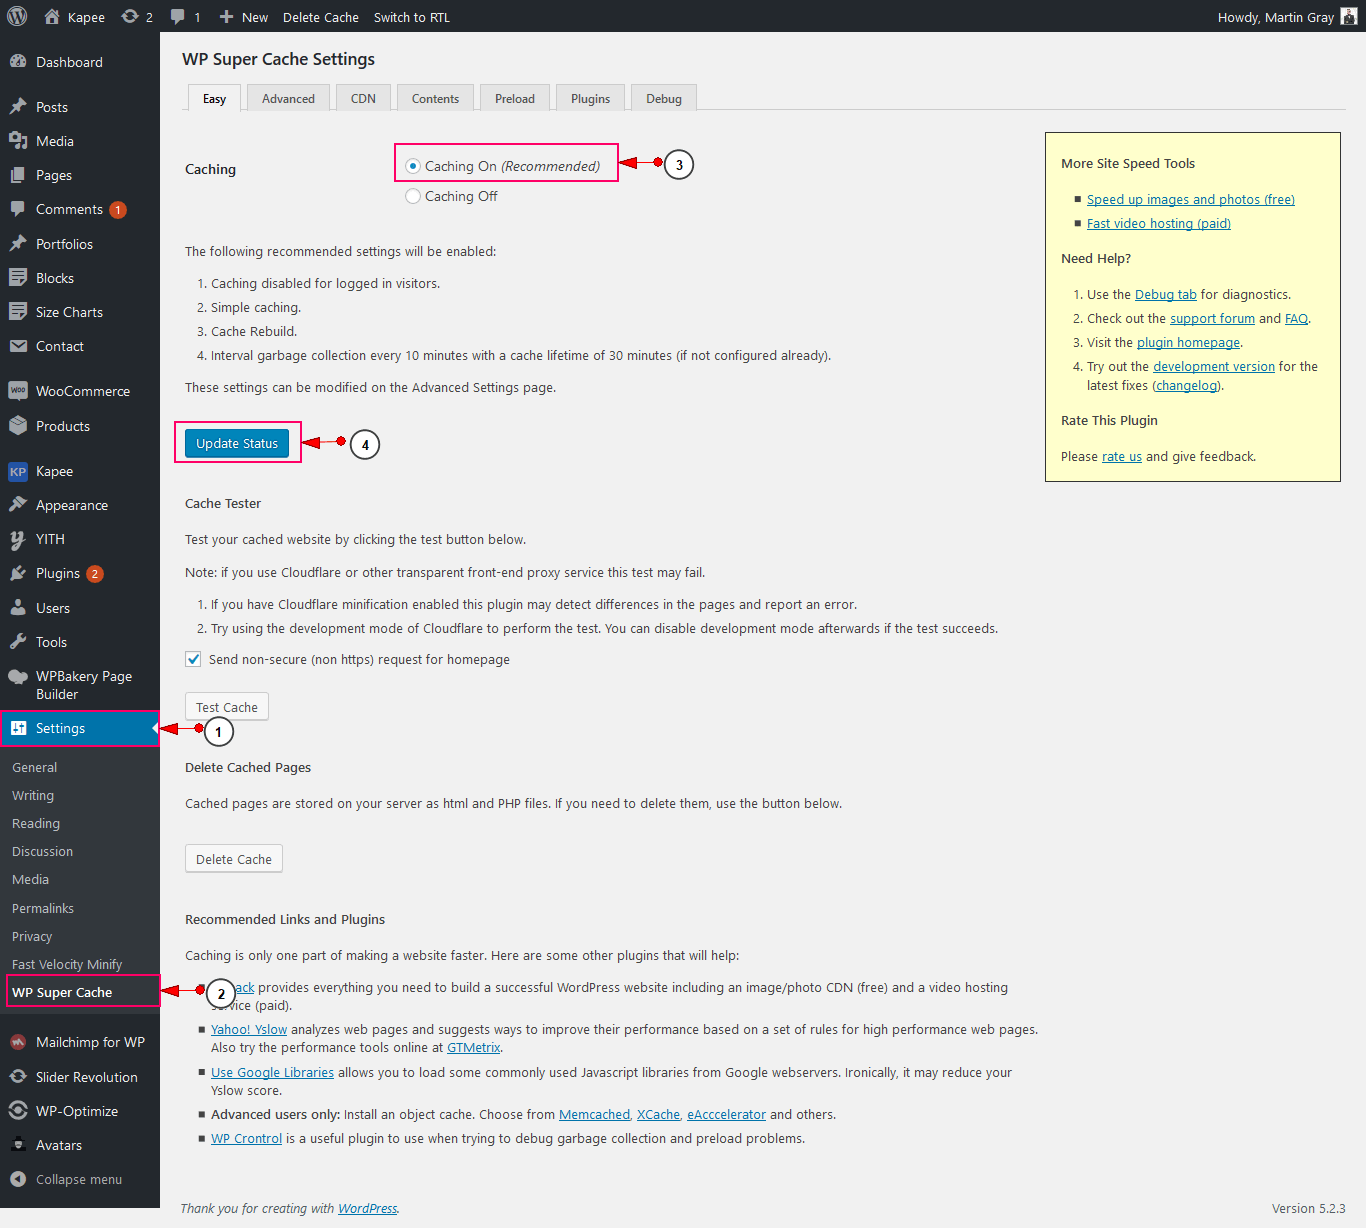 Kapee
2
1
New
Delete Cache
Switch to RTL
Howdy, Martin Gray
Dashboard
Posts
Media
Pages
Comments 1
Portfolios
Blocks
Size Charts
Contact
WOO WooCommerce
Products
KP Kapee
Appearance
YITH
Plugins 2
Users
Tools
WPBakery Page
Builder
Settings
1
General
Writing
Reading
Discussion
Media
Permalinks
Privacy
Fast Velocity Minify
WP Super Cache
2
Mailchimp for WP
Slider Revolution
WP-Optimize
Avatars
Collapse menu
WP Super Cache Settings
Easy
Advanced
CDN
Contents
Preload
Plugins
Debug
Caching
Caching On (Recommended)
3
Caching Off
The following recommended settings will be enabled:
1. Caching disabled for logged in visitors.
2. Simple caching.
3. Cache Rebuild.
4. Interval garbage collection every 10 minutes with a cache lifetime of 30 minutes (if not configured already).
These settings can be modified on the Advanced Settings page.
Update Status
4
Cache Tester
Test your cached website by clicking the test button below.
Note: if you use Cloudflare or other transparent front-end proxy service this test may fail.
1. If you have Cloudflare minification enabled this plugin may detect differences in the pages and report an error.
2. Try using the development mode of Cloudflare to perform the test. You can disable development mode afterwards if the test succeeds.
Send non-secure (non https) request for homepage
Test Cache
Delete Cached Pages
Cached pages are stored on your server as html and PHP files. If you need to delete them, use the button below.
Delete Cache
Recommended Links and Plugins
Caching is only one part of making a website faster. Here are some other plugins that will help:
provides everything you need to build a successful WordPress website including an image/photo CDN (free) and a video hosting
(paid).
Yahoo! Yslow analyzes web pages and suggests ways to improve their performance based on a set of rules for high performance web pages.
Also try the performance tools online at GTMetrix.
Use Google Libraries allows you to load some commonly used Javascript libraries from Google webservers. Ironically, it may reduce your
Yslow score.
Advanced users only: Install an object cache. Choose from Memcached, XCache, eAcccelerator and others.
WP Crontrol is a useful plugin to use when trying to debug garbage collection and preload problems.
More Site Speed Tools
Speed up images and photos (free)
Fast video hosting (paid)
Need Help?
1. Use the Debug tab for diagnostics.
2. Check out the support forum and FAQ.
3. Visit the plugin homepage.
4. Try out the development version for the
latest fixes (changelog).
Rate This Plugin
Please rate us and give feedback.
Thank you for creating with WordPress.
Version 5.2.3